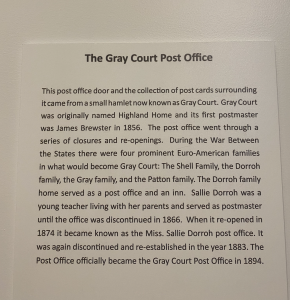 The Gray Court Post Office
This post office door and the collection of post cards surrounding
it came from a small hamlet now known as Gray Court. Gray Court
was originally named Highland Home and its first postmaster
was James Brewster in 1856. The post office went through a
series of closures and re-openings. During the War Between
the States there were four prominent Euro-American families
in what would become Gray Court: The Shell Family, the Dorroh
family, the Gray family, and the Patton family. The Dorroh family
home served as a post office and an inn. Sallie Dorroh was a
young teacher living with her parents and served as postmaster
until the office was discontinued in 1866. When it re-opened in
1874 it became known as the Miss. Sallie Dorroh post office. It
was again discontinued and re-established in the year 1883. The
Post Office officially became the Gray Court Post Office in 1894.